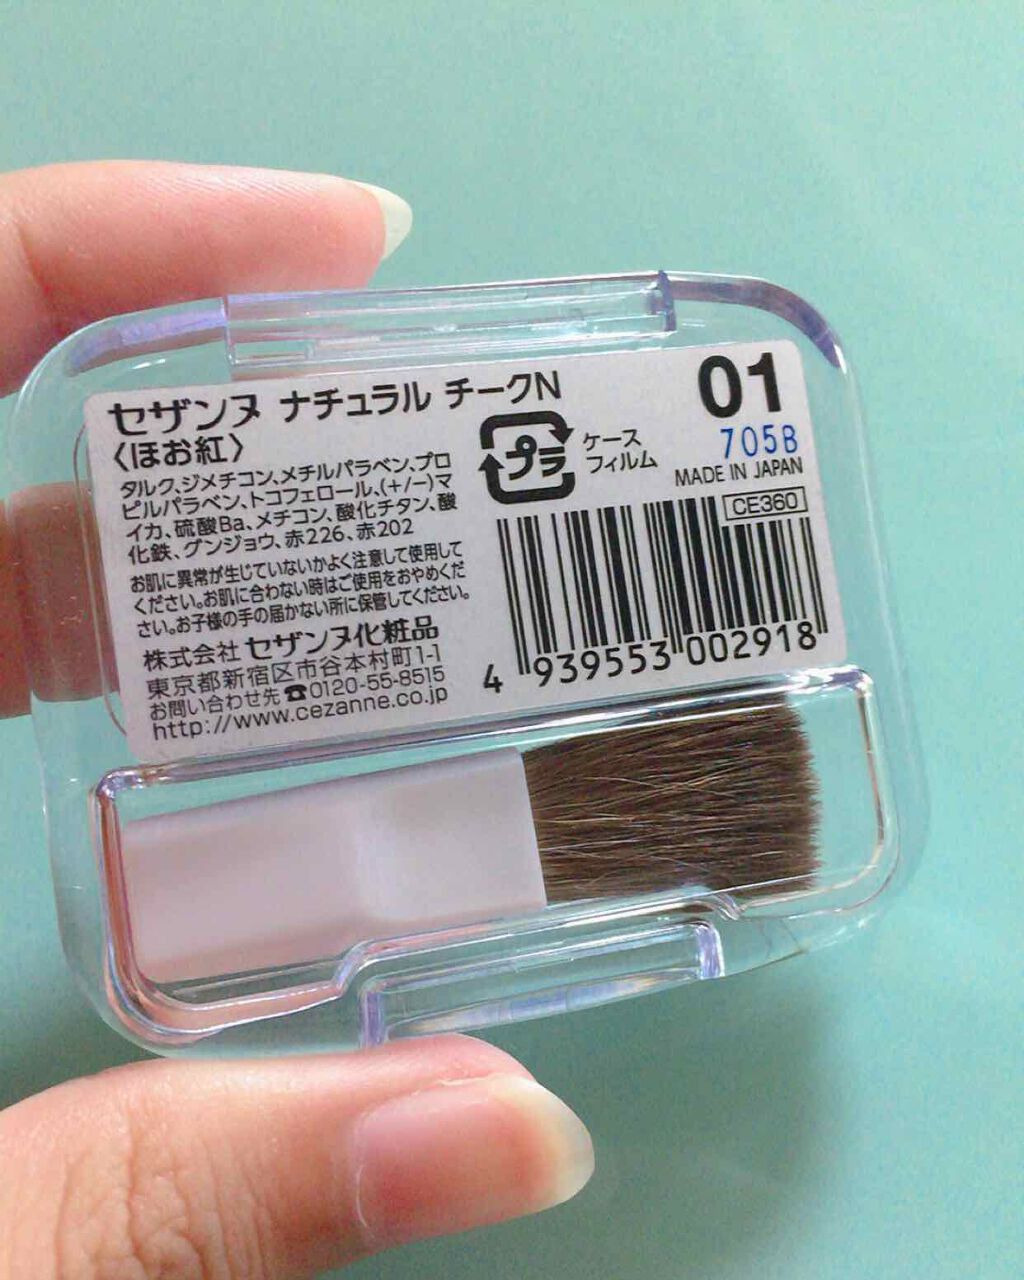 セザンヌ ナチュラル チークN
〈ほお紅〉
タルク、ジメチコン、メチルパラベン、プロ
ピルパラベン、トコフェロール、(+/−)マ
イカ、硫酸Ba、メチコン、酸化チタン、酸
化鉄、グンジョウ、赤226、赤202
お肌に異常が生じていないかよく注意して使用して
ください。お肌に合わない時はご使用をおやめくだ
さい。お子様の手の届かない所に保管してください。
株式会社 セザンヌ化粧品
東京都新宿区市谷本村町1-1
お問い合わせ先☎0120-55-8515
http://www.cezanne.co.jp
プラ
ケース
フィルム
01
705B
MADE IN JAPAN
CE360
4 939553 002918